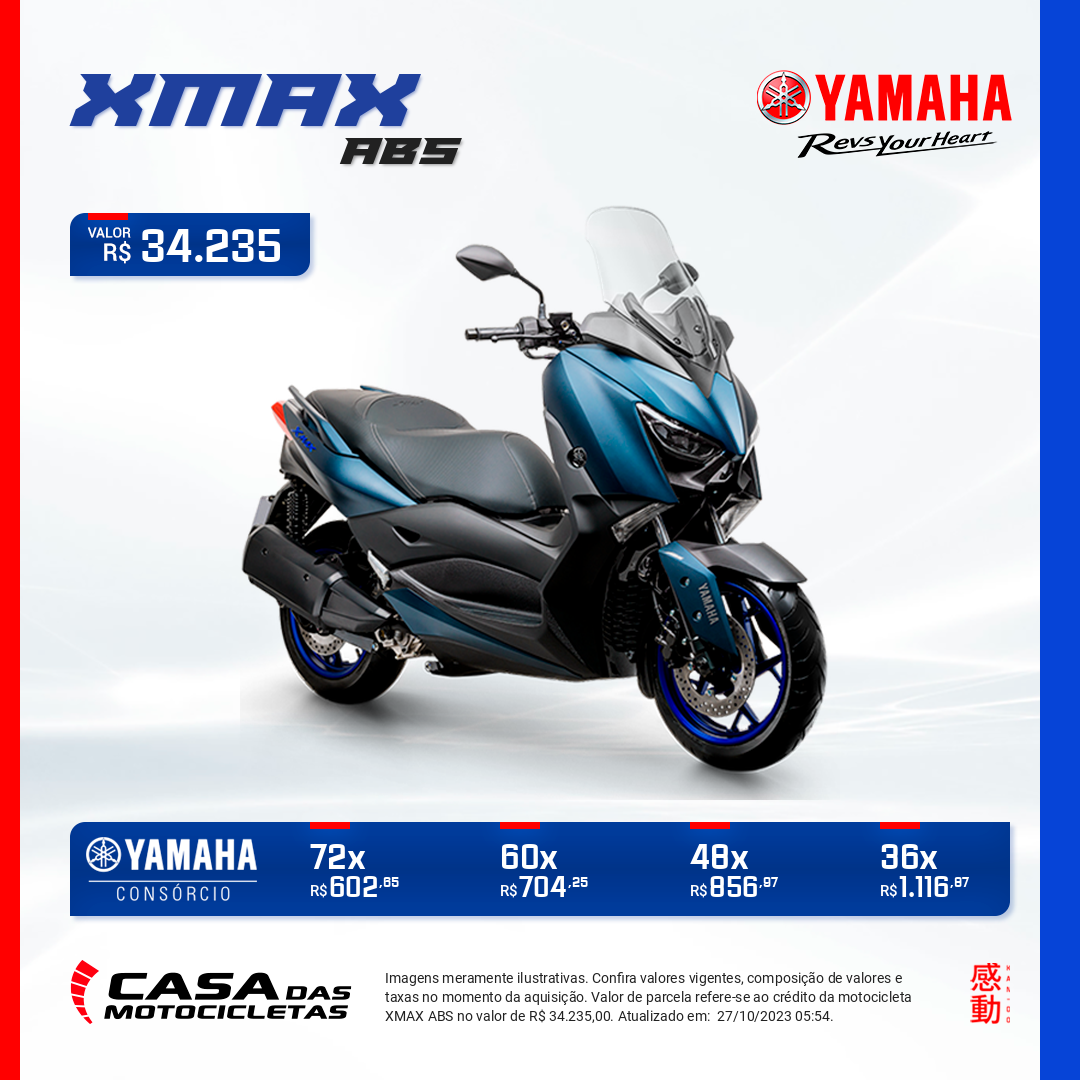 XMAX
ABS
YAMAHA
Revs Your Heart
VALOR
R$ 34.235
XMAX
YAMAHA
YAMAHA
CONSÓRCIO
72x
R$ 602,65
60x
R$ 704,25
48x
R$ 856,97
36x
R$ 1.116,87
CASA DAS
MOTOCICLETAS
Imagens meramente ilustrativas. Confira valores vigentes, composição de valores e
taxas no momento da aquisição. Valor de parcela refere-se ao crédito da motocicleta
XMAX ABS no valor de R$ 34.235,00. Atualizado em: 27/10/2023 05:54.
感動